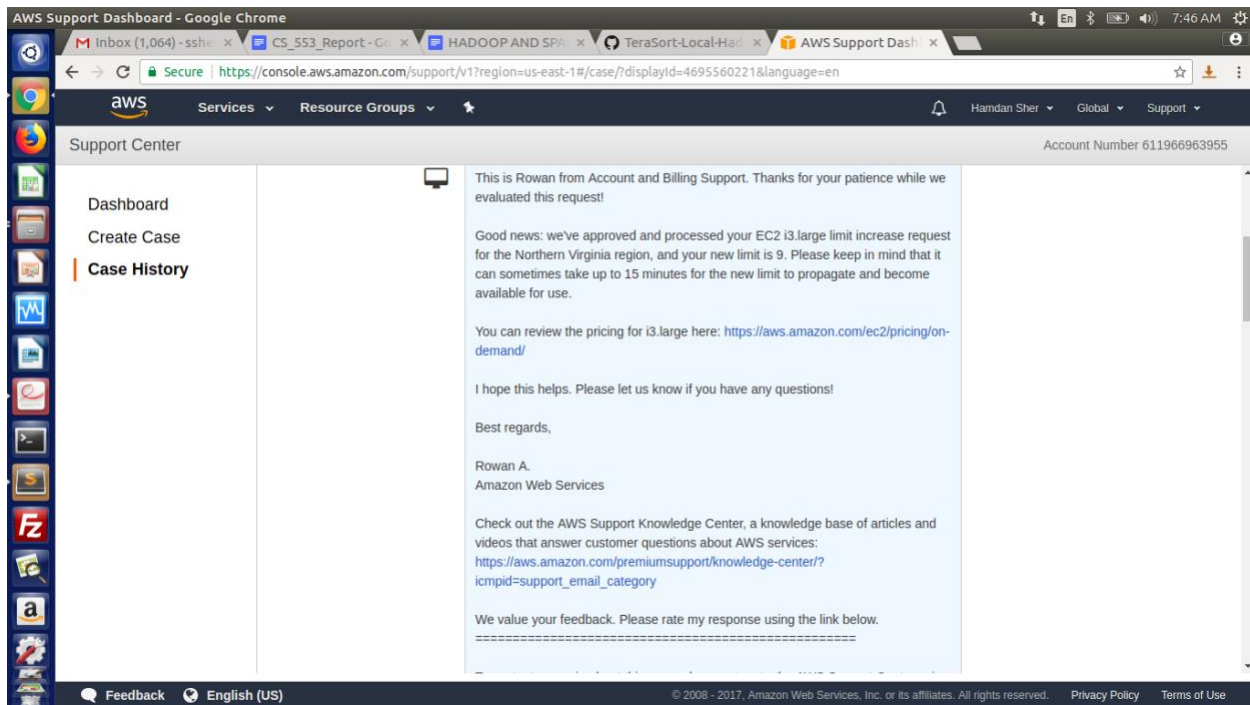 AWS Support Dashboard - Google Chrome
En
7:46 AM
Inbox (1,064) - sshe
CS_553_Report - Go
HADOOP AND SPA
TeraSort-Local-Had
AWS Support Dash
Secure | https://console.aws.amazon.com/support/v1?region=us-east-1#/case/?displayId=4695560221&language=en
aws
Services
Resource Groups
Hamdan Sher
Global
Support
Support Center
Account Number 611966963955
Dashboard
Create Case
Case History
This is Rowan from Account and Billing Support. Thanks for your patience while we
evaluated this request!
Good news: we've approved and processed your EC2 i3.large limit increase request
for the Northern Virginia region, and your new limit is 9. Please keep in mind that it
can sometimes take up to 15 minutes for the new limit to propagate and become
available for use.
You can review the pricing for i3.large here: https://aws.amazon.com/ec2/pricing/on-
demand/
I hope this helps. Please let us know if you have any questions!
Best regards,
Rowan A.
Amazon Web Services
Check out the AWS Support Knowledge Center, a knowledge base of articles and
videos that answer customer questions about AWS services:
https://aws.amazon.com/premiumsupport/knowledge-center/?
icmpid=support_email_category
We value your feedback. Please rate my response using the link below.
===================================================
Feedback
English (US)
© 2008 - 2017, Amazon Web Services, Inc. or its affiliates. All rights reserved.
Privacy Policy
Terms of Use